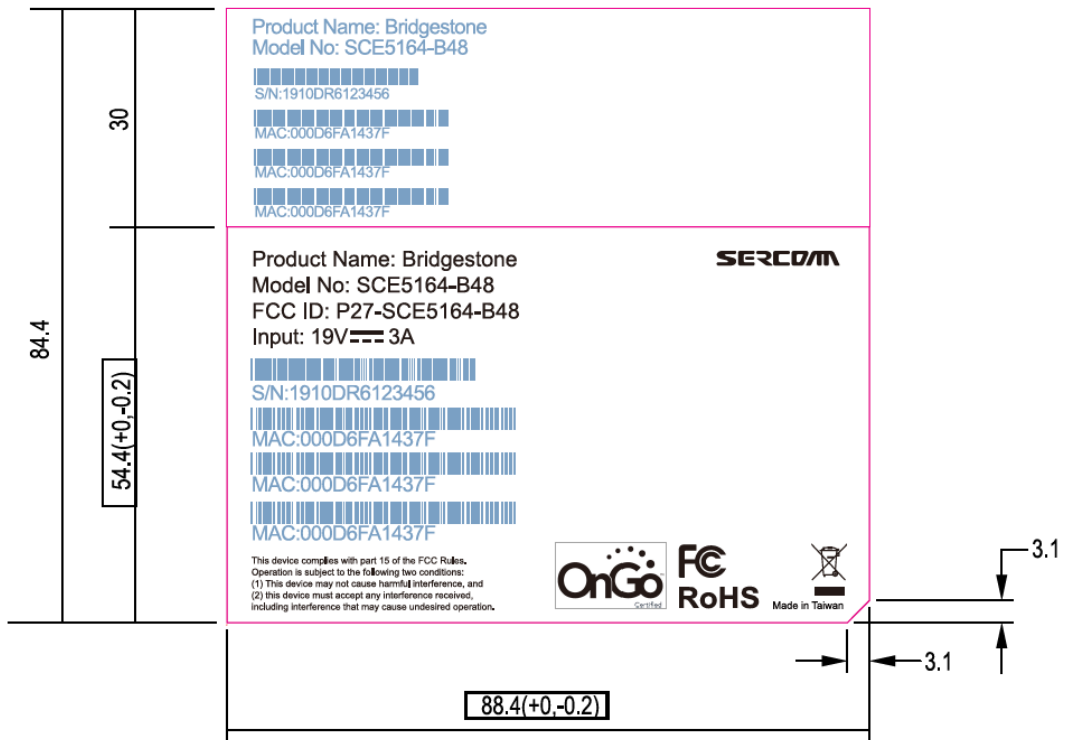 Product Name: Bridgestone
Model No: SCE5164-B48
S/N:1910DR6123456
MAC:000D6FA1437F
MAC:000D6FA1437F
MAC:000D6FA1437F
30
84.4
54.4(+0,-0.2)
Product Name: Bridgestone
SERCOMM
Model No: SCE5164-B48
FCC ID: P27-SCE5164-B48
Input: 19V 3A
S/N:1910DR6123456
MAC:000D6FA1437F
MAC:000D6FA1437F
MAC:000D6FA1437F
This device complies with part 15 of the FCC Rules.
Operation is subject to the following two conditions:
(1) This device may not cause harmful interference, and
(2) this device must accept any interference received,
including interference that may cause undesired operation.
OnGo
Certified
FC
RoHS
Made in Taiwan
3.1
3.1
88.4(+0,-0.2)